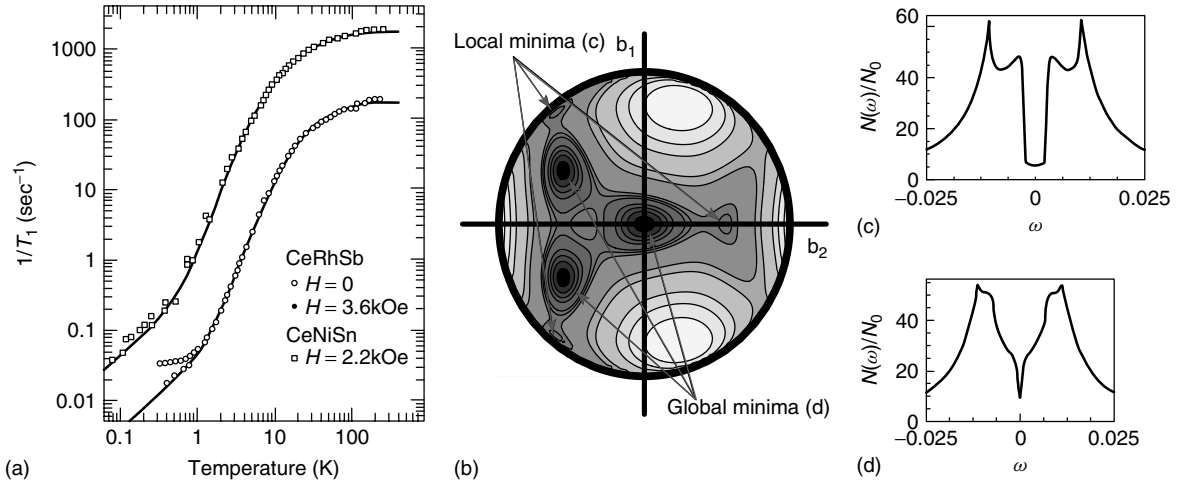 1000
100
10
1
0.1
0.01
1/T₁ (sec⁻¹)
CeRhSb
H = 0
H = 3.6kOe
CeNiSn
H = 2.2kOe
0.1 1 10 100
Temperature (K)
(a)
Local minima (c)
b₁
b₂
Global minima (d)
(b)
60
40
20
0
N(ω)/N₀
−0.025 0 0.025
ω
(c)
40
20
0
N(ω)/N₀
−0.025 0 0.025
ω
(d)